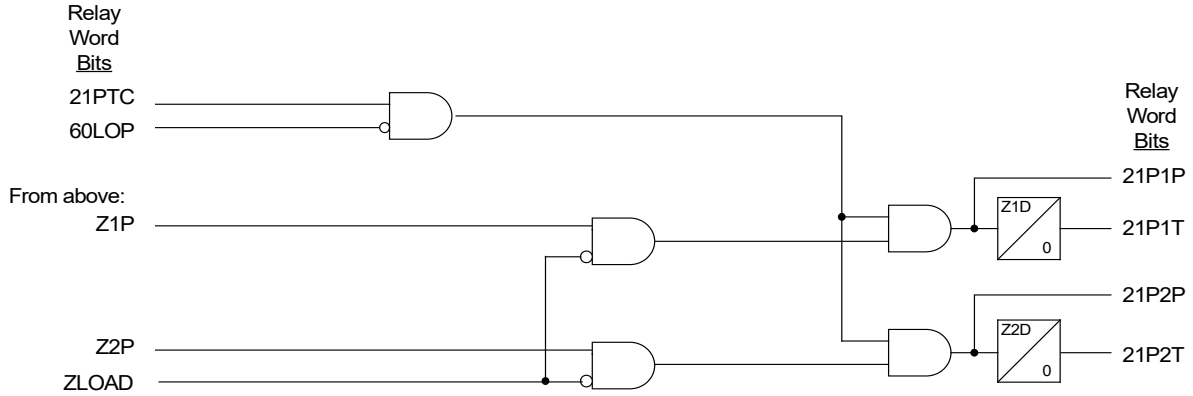 Relay
Word
Bits
21PTC
60LOP
From above:
Z1P
Z2P
ZLOAD
Relay
Word
Bits
21P1P
Z1D
0
21P1T
21P2P
Z2D
0
21P2T